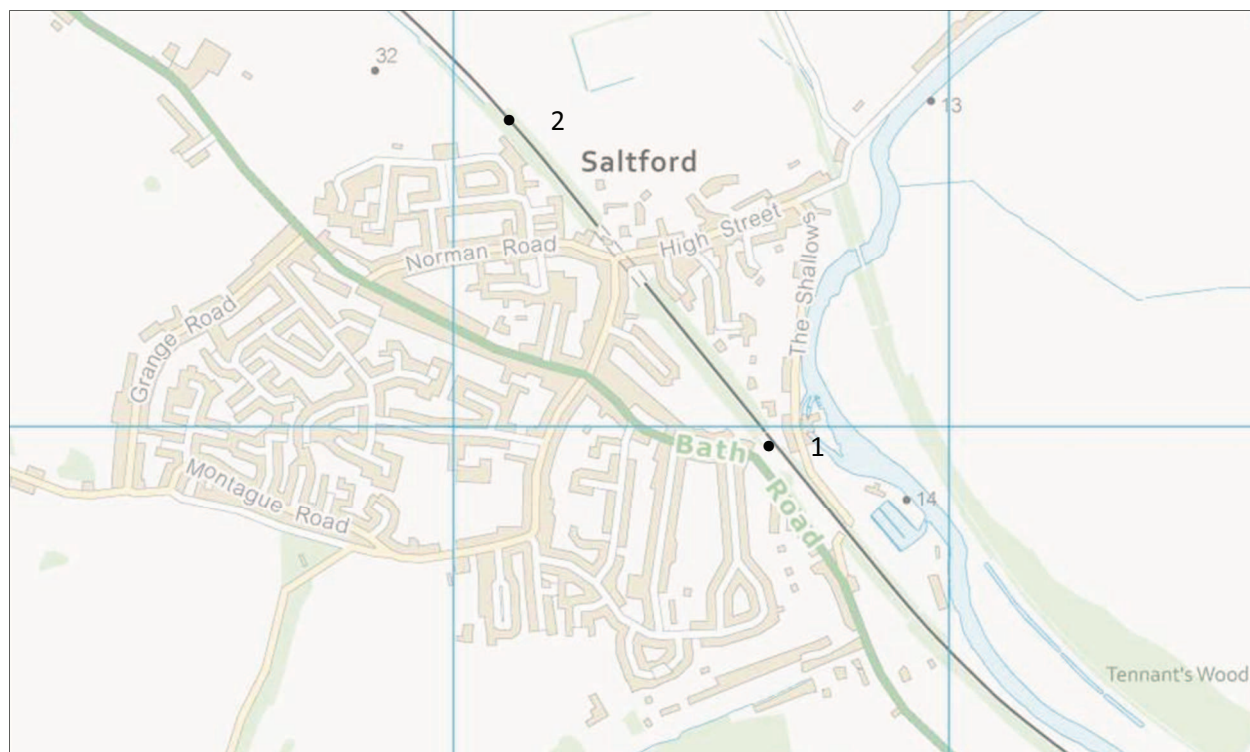 32
2
13
Saltford
High Street
Norman Road
The Shallows
Grange Road
Bath Road
1
Montague Road
14
Tennant's Wood